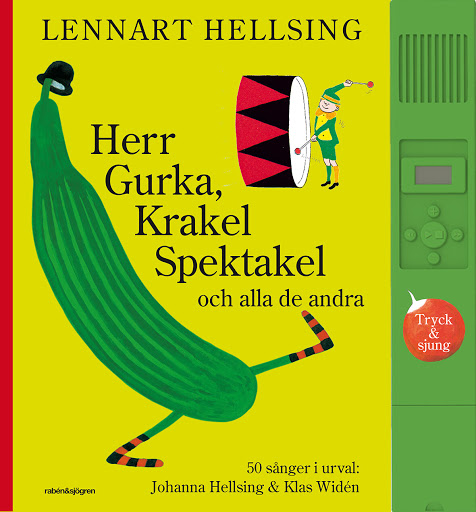 LENNART HELLSING
Herr
Gurka,
Krakel
Spektakel
och alla de andra
Tryck
&
sjung
50 sånger i urval:
Johanna Hellsing & Klas Widén
rabén&sjögren